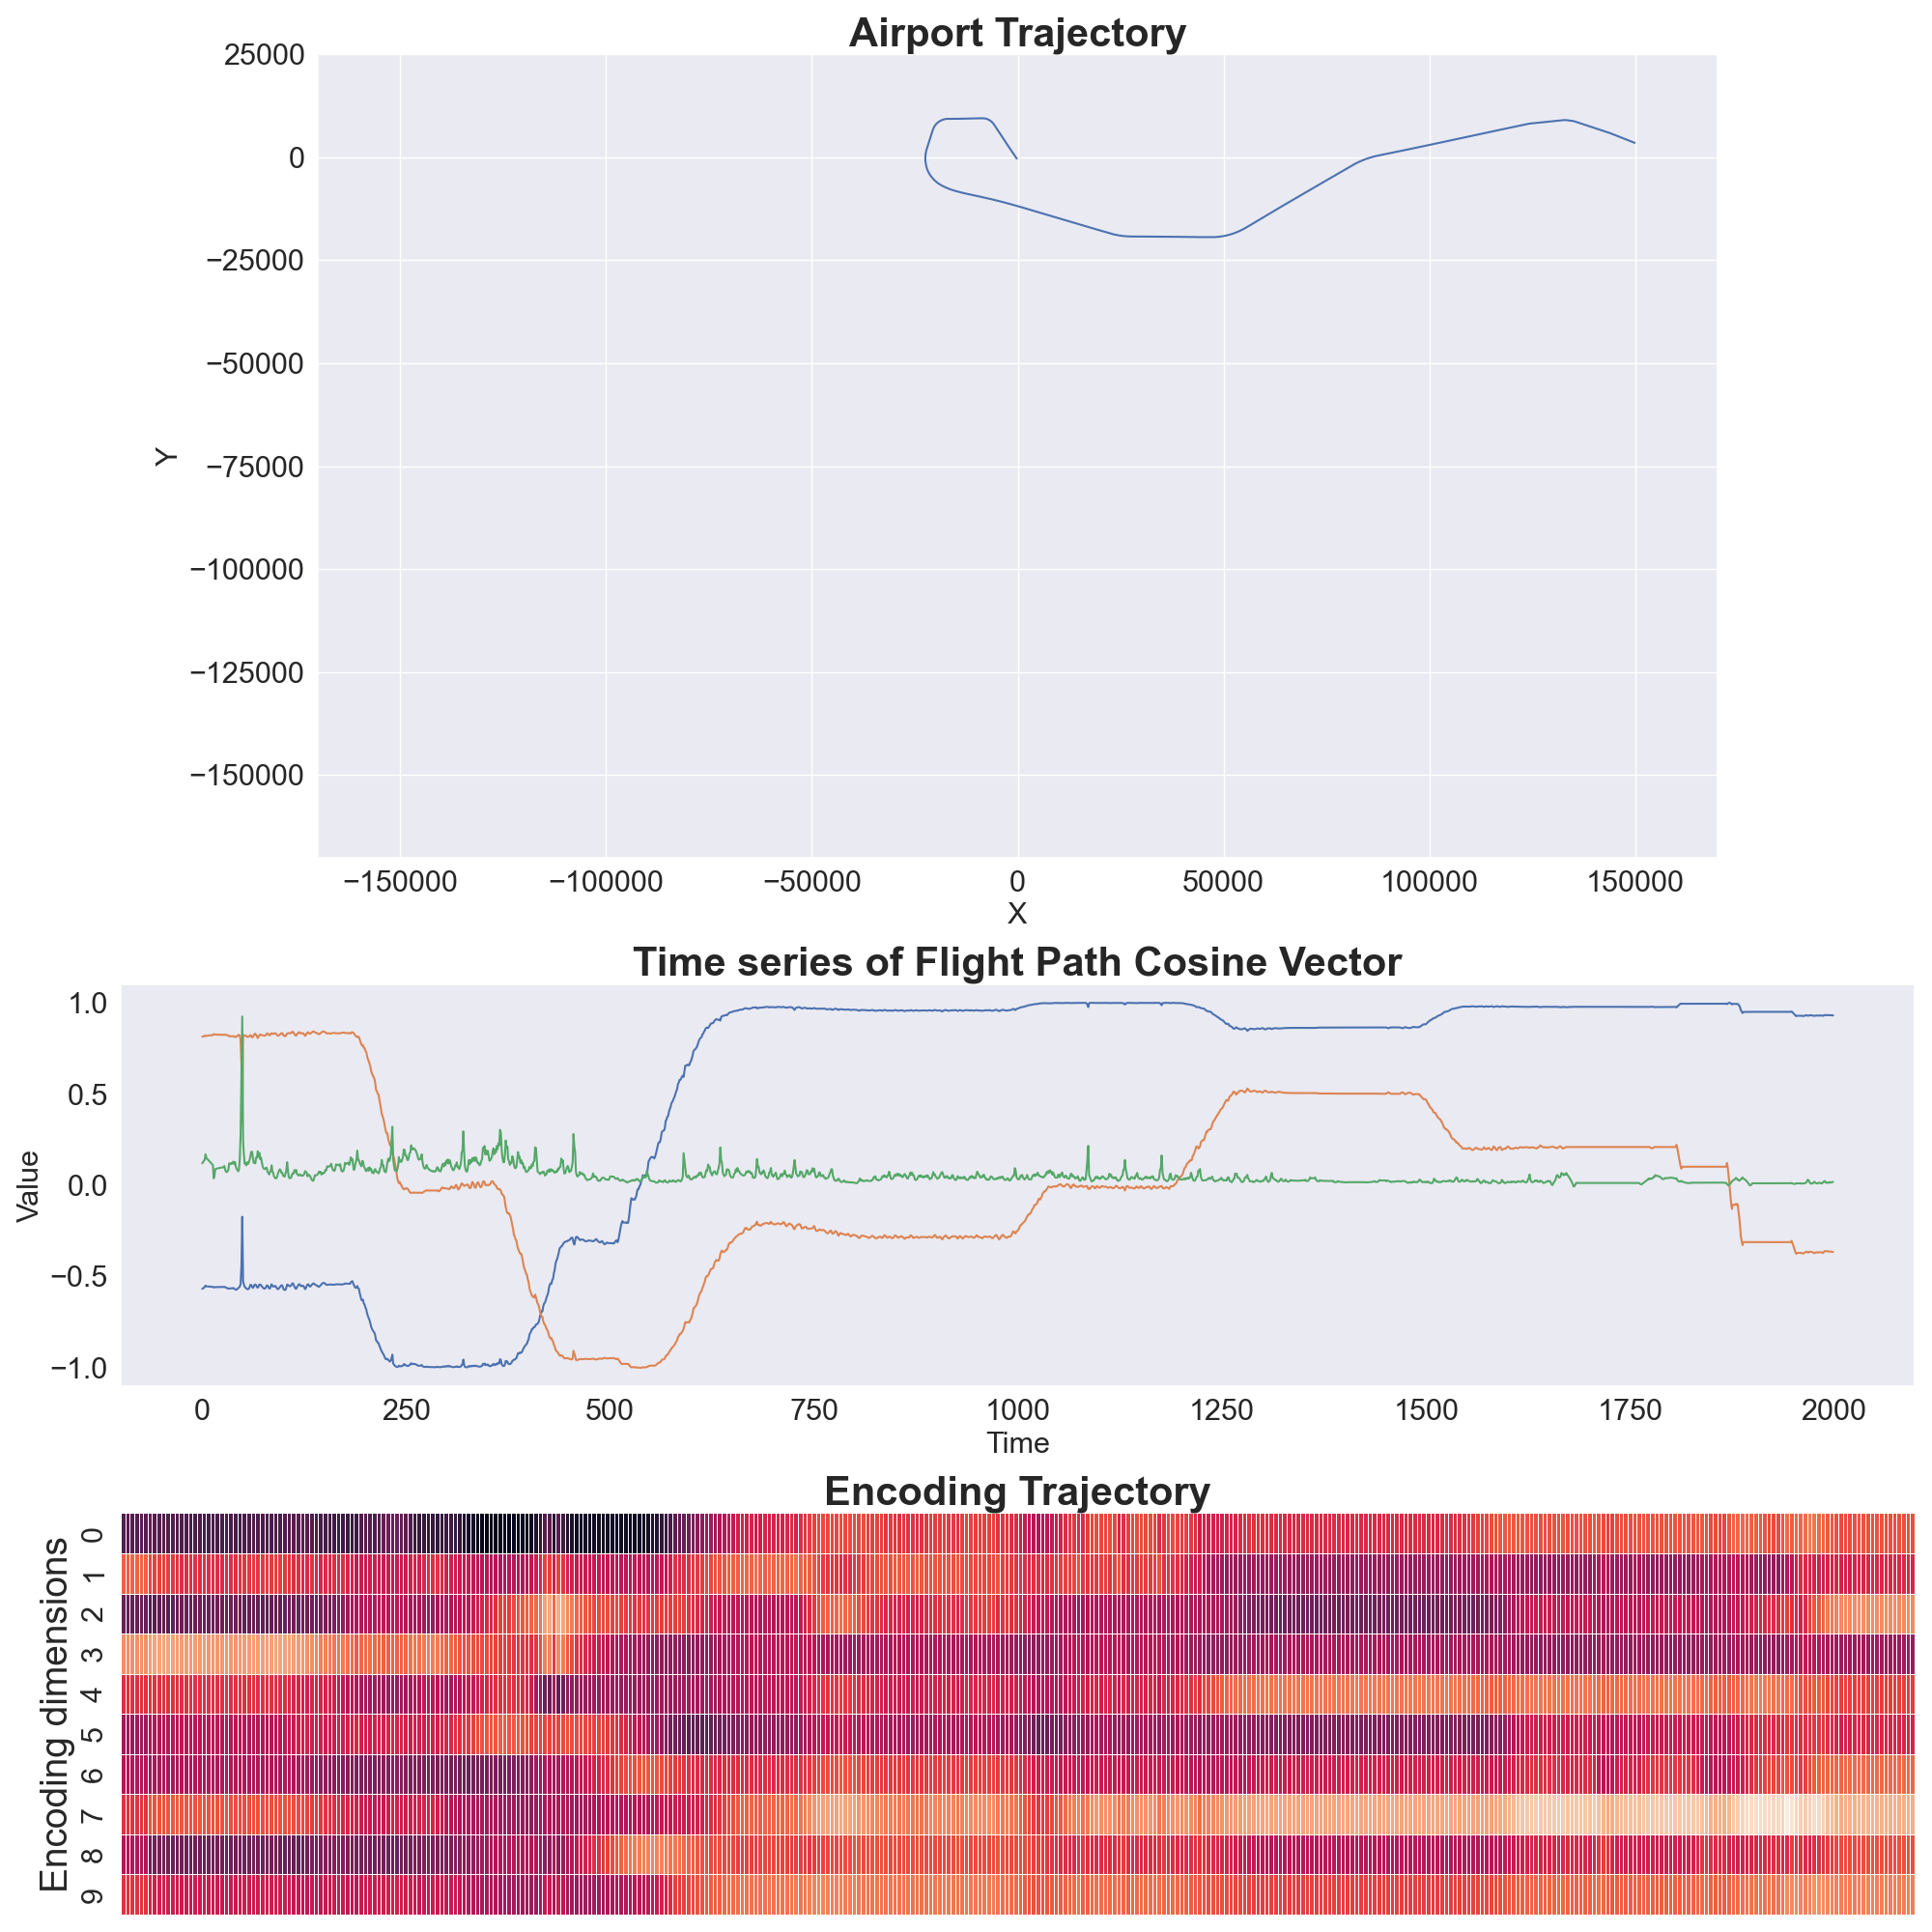 Airport Trajectory
25000
0
−25000
−50000
−75000
−100000
−125000
−150000
Y
−150000 −100000 −50000 0 50000 100000 150000
X
Time series of Flight Path Cosine Vector
1.0
0.5
0.0
−0.5
−1.0
Value
0 250 500 750 1000 1250 1500 1750 2000
Time
Encoding Trajectory
0
1
2
3
4
5
6
7
8
9
Encoding dimensions